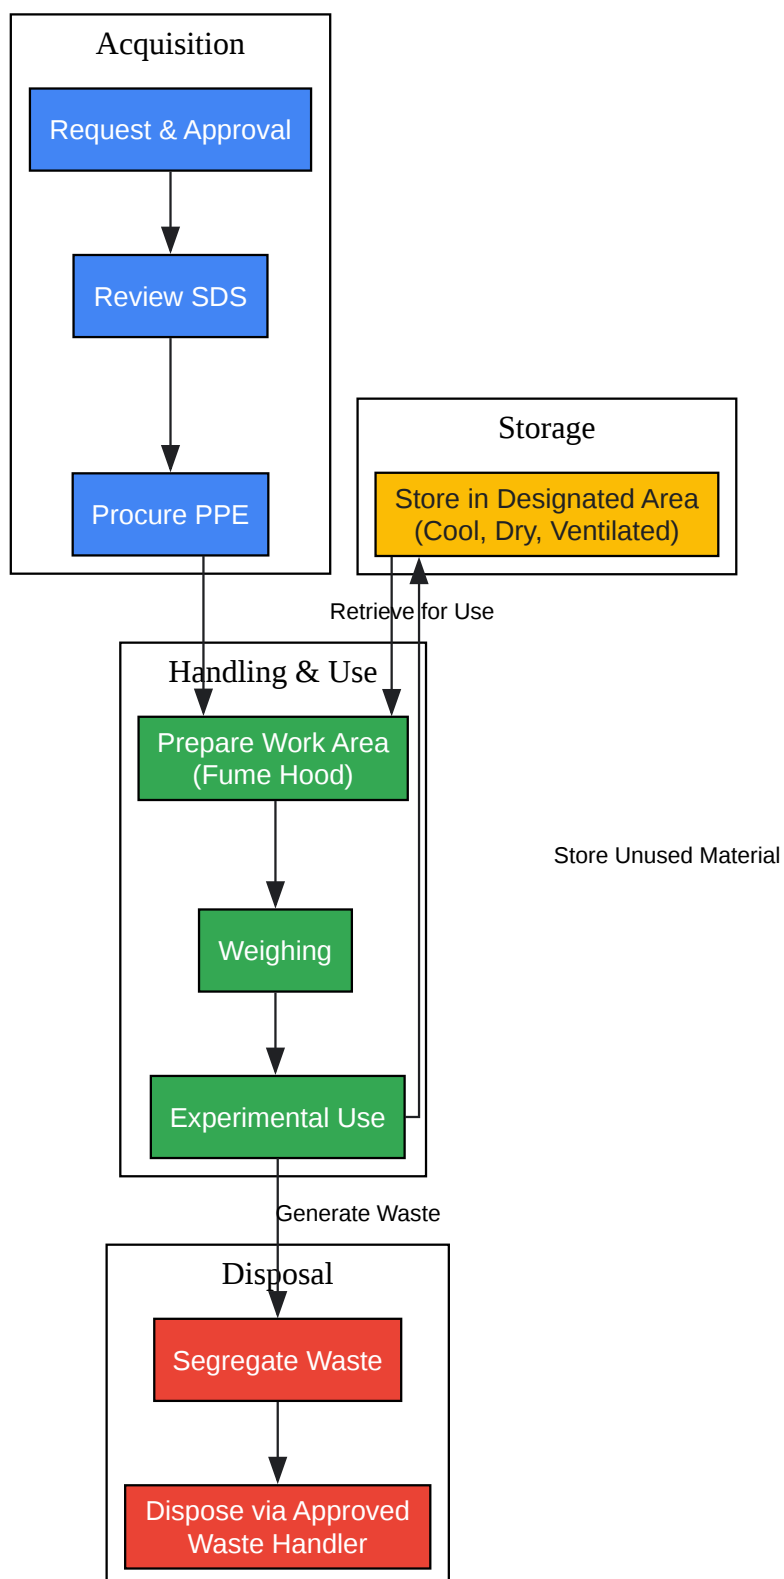 Acquisition
Request & Approval
Review SDS
Procure PPE
Storage
Store in Designated Area
(Cool, Dry, Ventilated)
Retrieve for Use
Handling & Use
Prepare Work Area
(Fume Hood)
Store Unused Material
Weighing
Experimental Use
Generate Waste
Disposal
Segregate Waste
Dispose via Approved
Waste Handler